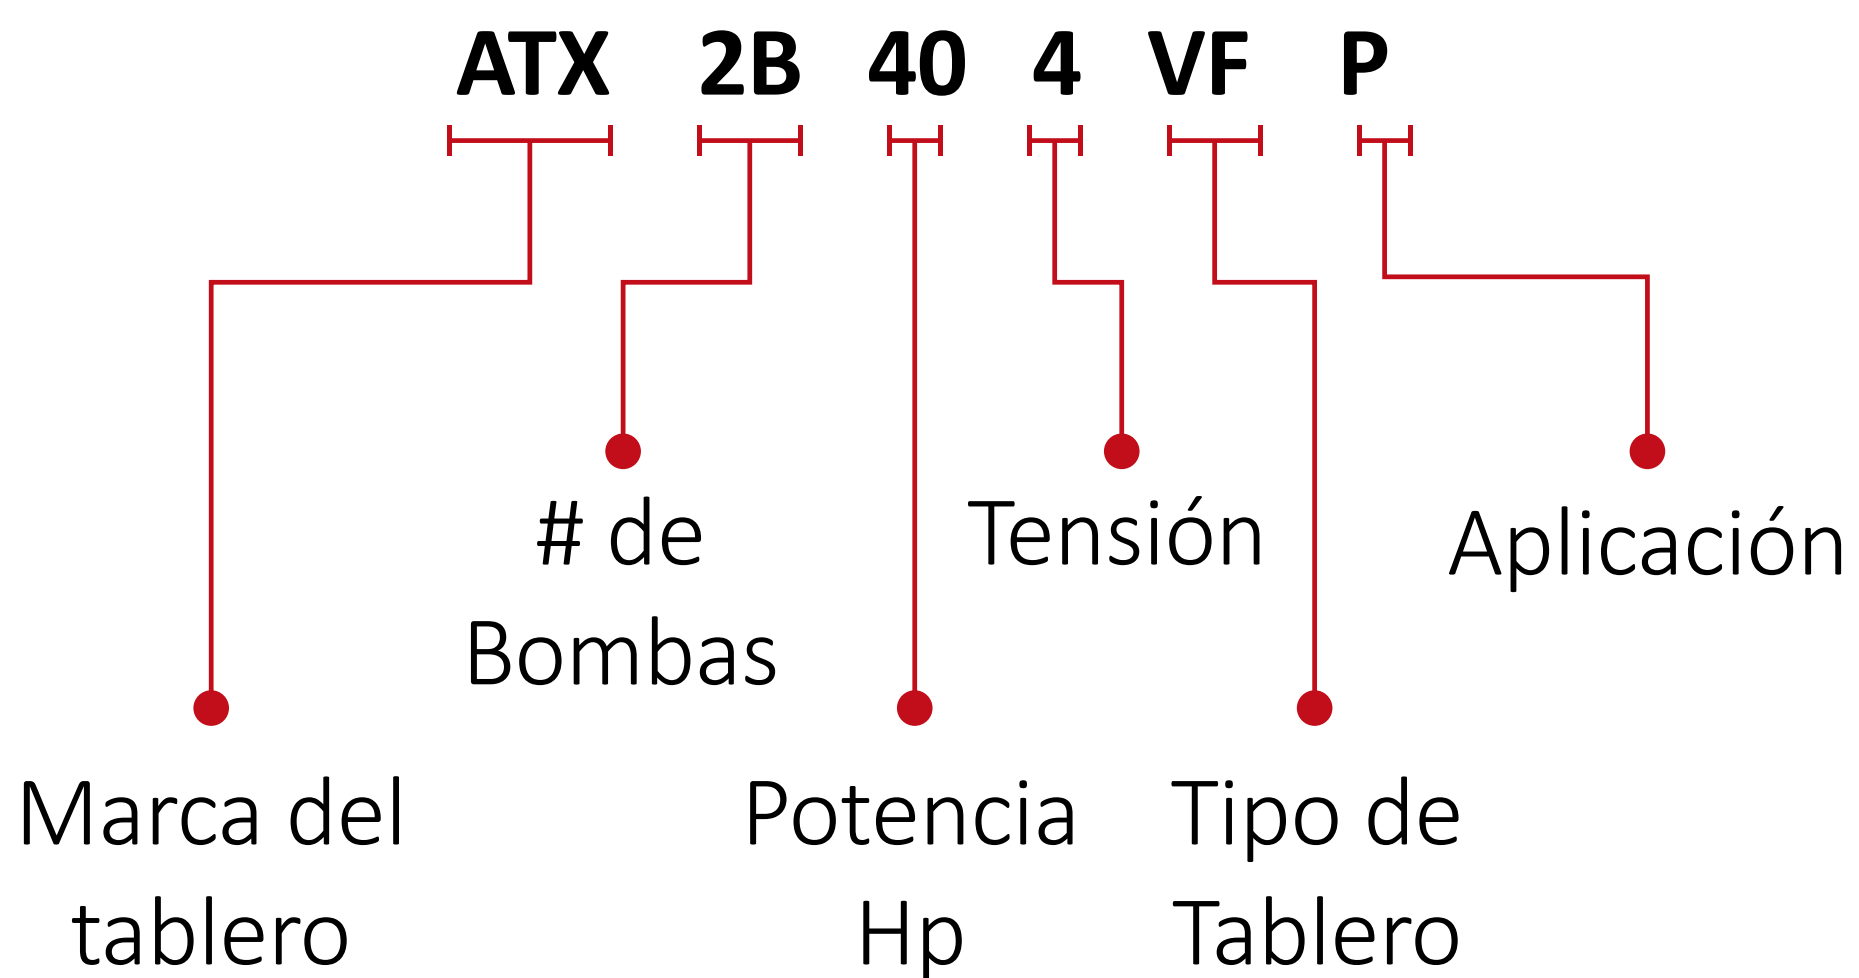 ATX 2B 40 4 VF P
# de
Bombas
Tensión
Aplicación
Marca del
tablero
Potencia
Hp
Tipo de
Tablero